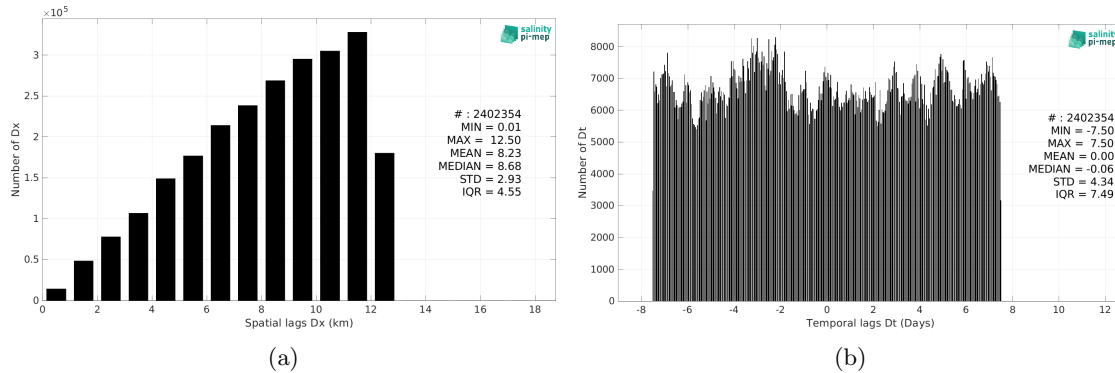 ×10⁵
salinity
pi-mep
3
2.5
2
1.5
1
0.5
0
Number of Dx
# : 2402354
MIN = 0.01
MAX = 12.50
MEAN = 8.23
MEDIAN = 8.68
STD = 2.93
IQR = 4.55
0 2 4 6 8 10 12 14 16 18
Spatial lags Dx (km)
(a)
salinity
pi-mep
8000
7000
6000
5000
4000
3000
2000
1000
0
Number of Dt
# : 2402354
MIN = -7.50
MAX = 7.50
MEAN = 0.00
MEDIAN = -0.06
STD = 4.34
IQR = 7.49
-8 -6 -4 -2 0 2 4 6 8 10 12
Temporal lags Dt (Days)
(b)